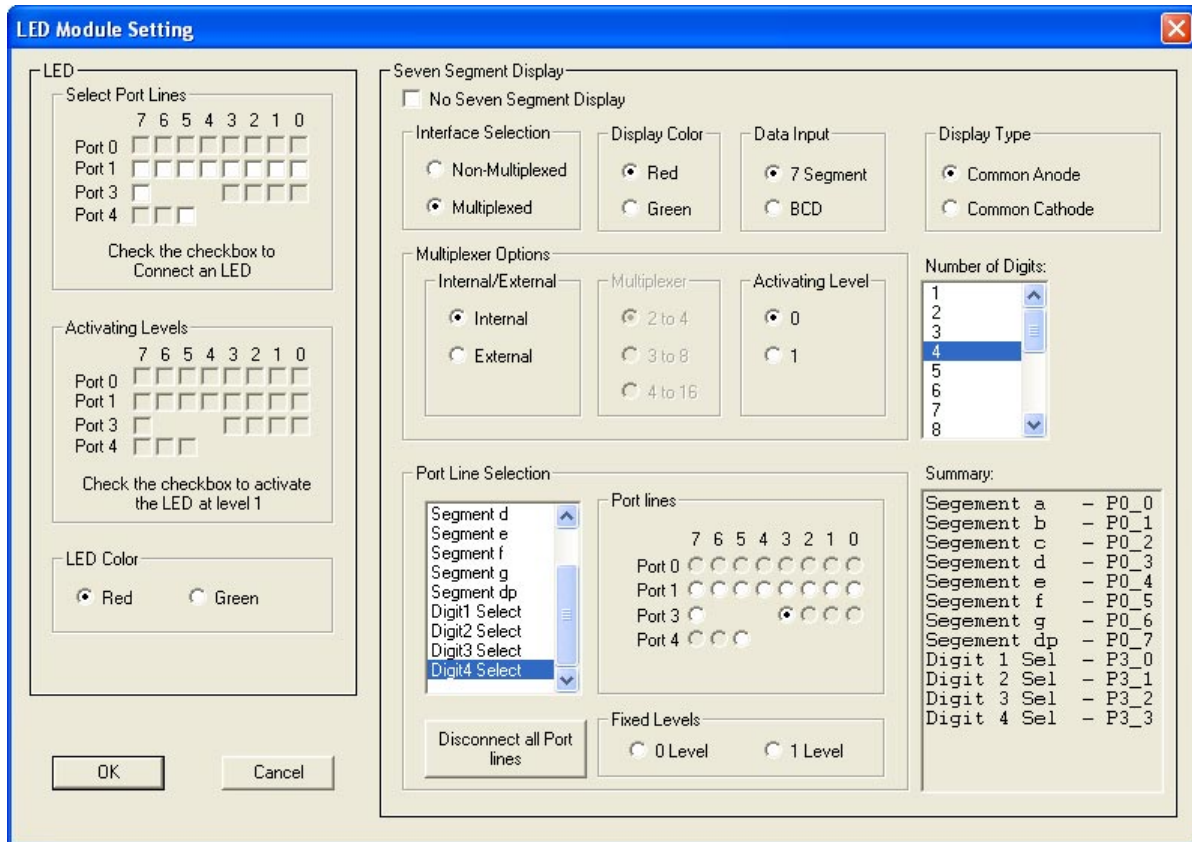 LED Module Setting
LED
Select Port Lines
7 6 5 4 3 2 1 0
Port 0
Port 1
Port 3
Port 4
Check the checkbox to
Connect an LED
Activating Levels
7 6 5 4 3 2 1 0
Port 0
Port 1
Port 3
Port 4
Check the checkbox to activate
the LED at level 1
LED Color
Red
Green
OK
Cancel
Seven Segment Display
No Seven Segment Display
Interface Selection
Non-Multiplexed
Multiplexed
Display Color
Red
Green
Data Input
7 Segment
BCD
Display Type
Common Anode
Common Cathode
Multiplexer Options
Internal/External
Internal
External
Multiplexer
2 to 4
3 to 8
4 to 16
Activating Level
0
1
Number of Digits:
1
2
3
4
5
6
7
8
Port Line Selection
Segment d
Segment e
Segment f
Segment g
Segment dp
Digit1 Select
Digit2 Select
Digit3 Select
Digit4 Select
Disconnect all Port
lines
Port lines
7 6 5 4 3 2 1 0
Port 0
Port 1
Port 3
Port 4
Fixed Levels
0 Level
1 Level
Summary:
Segement a - P0_0
Segement b - P0_1
Segement c - P0_2
Segement d - P0_3
Segement e - P0_4
Segement f - P0_5
Segement g - P0_6
Segement dp - P0_7
Digit 1 Sel - P3_0
Digit 2 Sel - P3_1
Digit 3 Sel - P3_2
Digit 4 Sel - P3_3